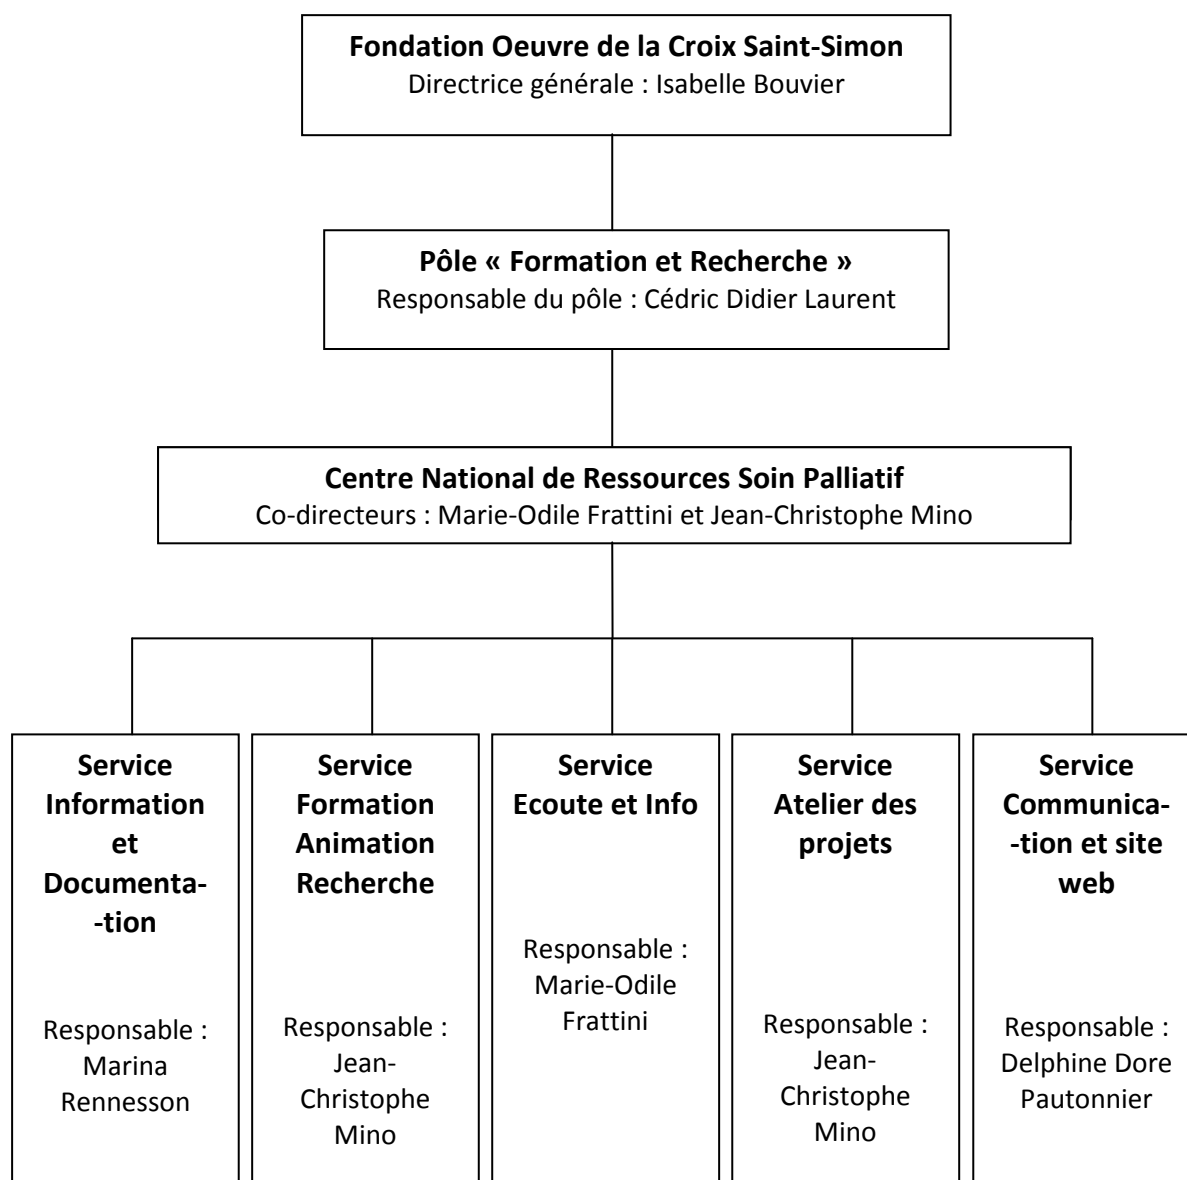 Fondation Oeuvre de la Croix Saint-Simon
Directrice générale : Isabelle Bouvier
Pôle « Formation et Recherche »
Responsable du pôle : Cédric Didier Laurent
Centre National de Ressources Soin Palliatif
Co-directeurs : Marie-Odile Frattini et Jean-Christophe Mino
Service
Information
et
Documenta-
-tion
Responsable :
Marina
Rennesson
Service
Formation
Animation
Recherche
Responsable :
Jean-
Christophe
Mino
Service
Ecoute et Info
Responsable :
Marie-Odile
Frattini
Service
Atelier des
projets
Responsable :
Jean-
Christophe
Mino
Service
Communica-
-tion et site
web
Responsable :
Delphine Dore
Pautonnier